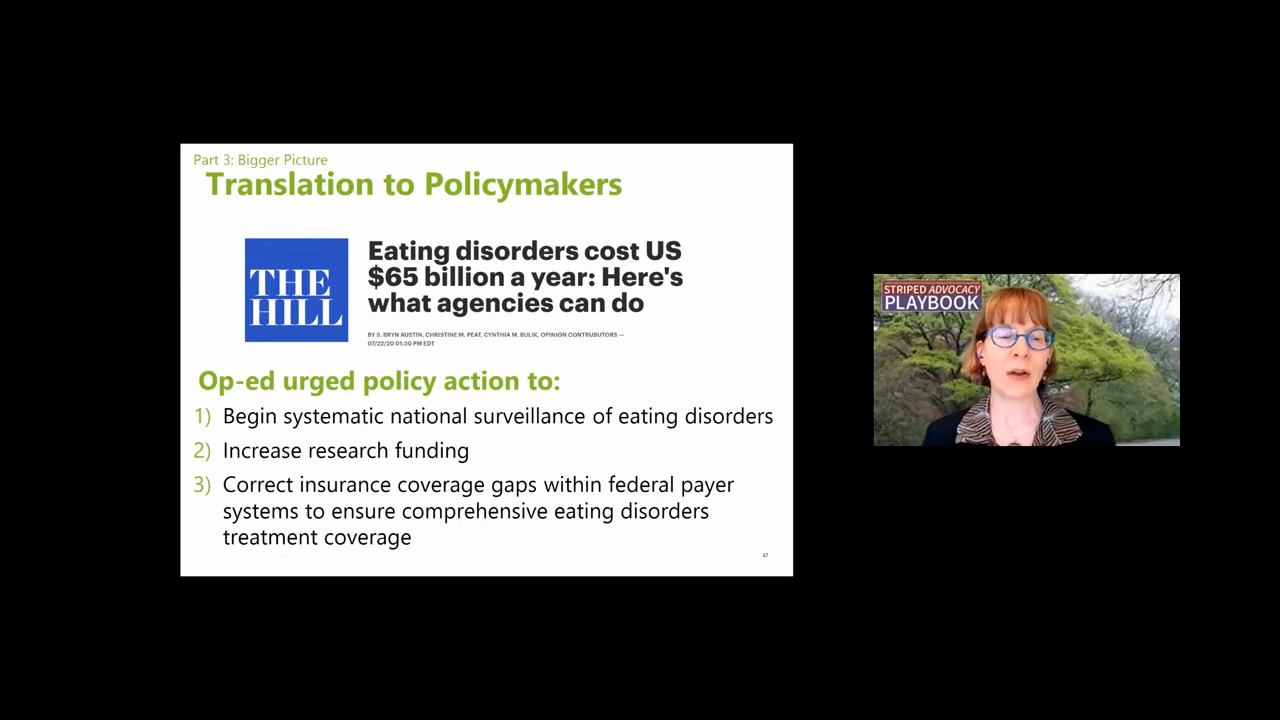 Part 3: Bigger Picture
Translation to Policymakers
THE
HILL
Eating disorders cost US
$65 billion a year: Here's
what agencies can do
BY S. BRYN AUSTIN, CHRISTINE M. PEAT, CYNTHIA M. BULIK, OPINION CONTRUBUTORS —
07/22/20 01:30 PM EDT
Op-ed urged policy action to:
1) Begin systematic national surveillance of eating disorders
2) Increase research funding
3) Correct insurance coverage gaps within federal payer
systems to ensure comprehensive eating disorders
treatment coverage
67
STRIPED ADVOCACY
PLAYBOOK